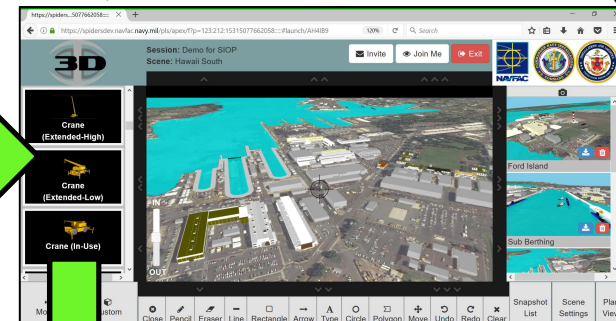 https://spiders...5077662058::::
https://spidersdev.navfac.navy.mil/pls/apex/f?p=123:212:15315077662058::::#launch/AH4IB9
120%
Search
3D
Session: Demo for SIOP
Scene: Hawaii South
Invite
Join Me
Exit
NAVFAC
Crane
(Extended-High)
Crane
(Extended-Low)
Crane (In-Use)
IN
OUT
Ford Island
Sub Berthing
Close Pencil Eraser Line Rectangle Arrow Type Circle Polygon Move Undo Redo Clear
Snapshot
List
Scene
Settings